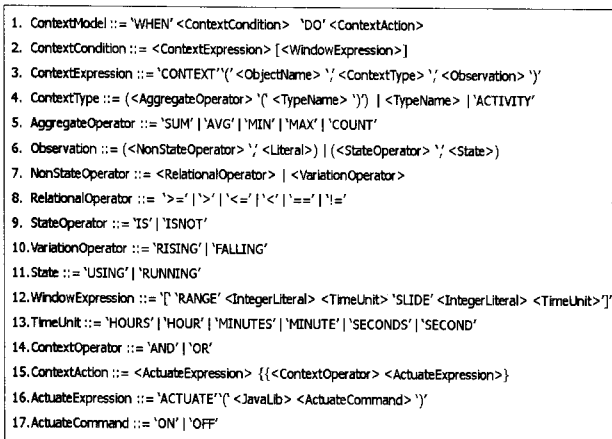 1. ContextModel ::= ‘WHEN’ <ContextCondition> ‘DO’ <ContextAction>
2. ContextCondition ::= <ContextExpression> [<WindowExpression>]
3. ContextExpression ::= ‘CONTEXT’‘(’ <ObjectName> ‘,’ <ContextType> ‘,’ <Observation> ‘)’
4. ContextType ::= (<AggregateOperator> ‘(’ <TypeName> ‘)’) | <TypeName> | ‘ACTIVITY’
5. AggregateOperator ::= ‘SUM’ | ‘AVG’ | ‘MIN’ | ‘MAX’ | ‘COUNT’
6. Observation ::= (<NonStateOperator> ‘,’ <Literal>) | (<StateOperator> ‘,’ <State>)
7. NonStateOperator ::= <RelationalOperator> | <VariationOperator>
8. RelationalOperator ::= ‘>=’ | ‘>’ | ‘<=’ | ‘<’ | ‘==’ | ‘!=’
9. StateOperator ::= ‘IS’ | ‘ISNOT’
10. VariationOperator ::= ‘RISING’ | ‘FALLING’
11. State ::= ‘USING’ | ‘RUNNING’
12. WindowExpression ::= ‘[’ ‘RANGE’ <IntegerLiteral> <TimeUnit> ‘SLIDE’ <IntegerLiteral> <TimeUnit>‘]’
13. TimeUnit ::= ‘HOURS’ | ‘HOUR’ | ‘MINUTES’ | ‘MINUTE’ | ‘SECONDS’ | ‘SECOND’
14. ContextOperator ::= ‘AND’ | ‘OR’
15. ContextAction ::= <ActuateExpression> {{<ContextOperator> <ActuateExpression>}
16. ActuateExpression ::= ‘ACTUATE’‘(’ <JavaLib> <ActuateCommand> ‘)’
17. ActuateCommand ::= ‘ON’ | ‘OFF’